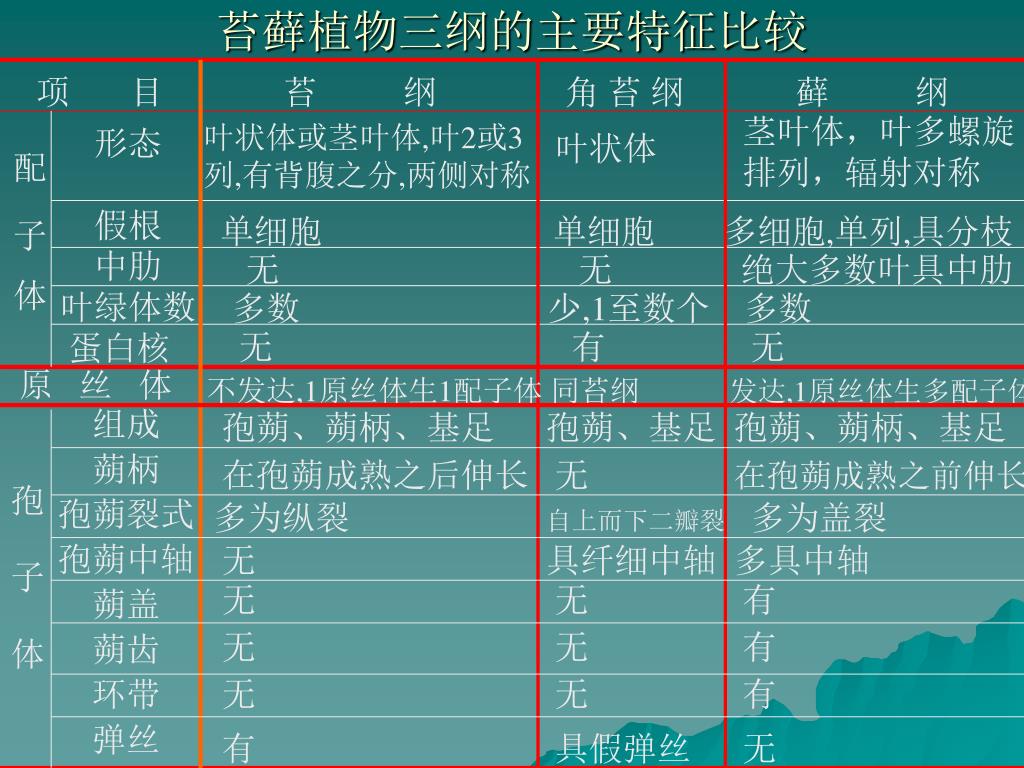 苔藓植物三纲的主要特征比较
项 目 苔 纲 角 苔 纲 藓 纲
配子体
形态 叶状体或茎叶体,叶2或3列,有背腹之分,两侧对称 叶状体 茎叶体，叶多螺旋排列，辐射对称
假根 单细胞 单细胞 多细胞,单列,具分枝
中肋 无 无 绝大多数叶具中肋
叶绿体数 多数 少,1至数个 多数
蛋白核 无 有 无
原 丝 体 不发达,1原丝体生1配子体 同苔纲 发达,1原丝体生多配子体
孢子体
组成 孢蒴、蒴柄、基足 孢蒴、基足 孢蒴、蒴柄、基足
蒴柄 在孢蒴成熟之后伸长 无 在孢蒴成熟之前伸长
孢蒴裂式 多为纵裂 自上而下二瓣裂 多为盖裂
孢蒴中轴 无 具纤细中轴 多具中轴
蒴盖 无 无 有
蒴齿 无 无 有
环带 无 无 有
弹丝 有 具假弹丝 无